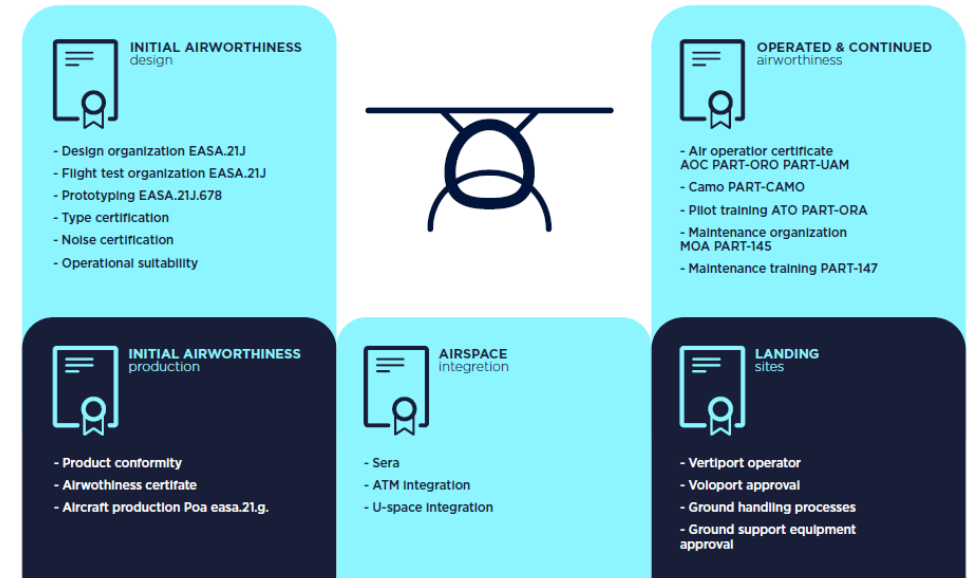 INITIAL AIRWORTHINESS
design
- Design organization EASA.21J
- Flight test organization EASA.21J
- Prototyping EASA.21J.678
- Type certification
- Noise certification
- Operational suitability
OPERATED & CONTINUED
airworthiness
- Air operatior certificate
AOC PART-ORO PART-UAM
- Camo PART-CAMO
- Pilot training ATO PART-ORA
- Maintenance organization
MOA PART-145
- Maintenance training PART-147
INITIAL AIRWORTHINESS
production
- Product conformity
- Airwothiness certifate
- Aircraft production Poa easa.21.g.
AIRSPACE
integretion
- Sera
- ATM integration
- U-space integration
LANDING
sites
- Vertiport operator
- Voloport approval
- Ground handling processes
- Ground support equipment
approval